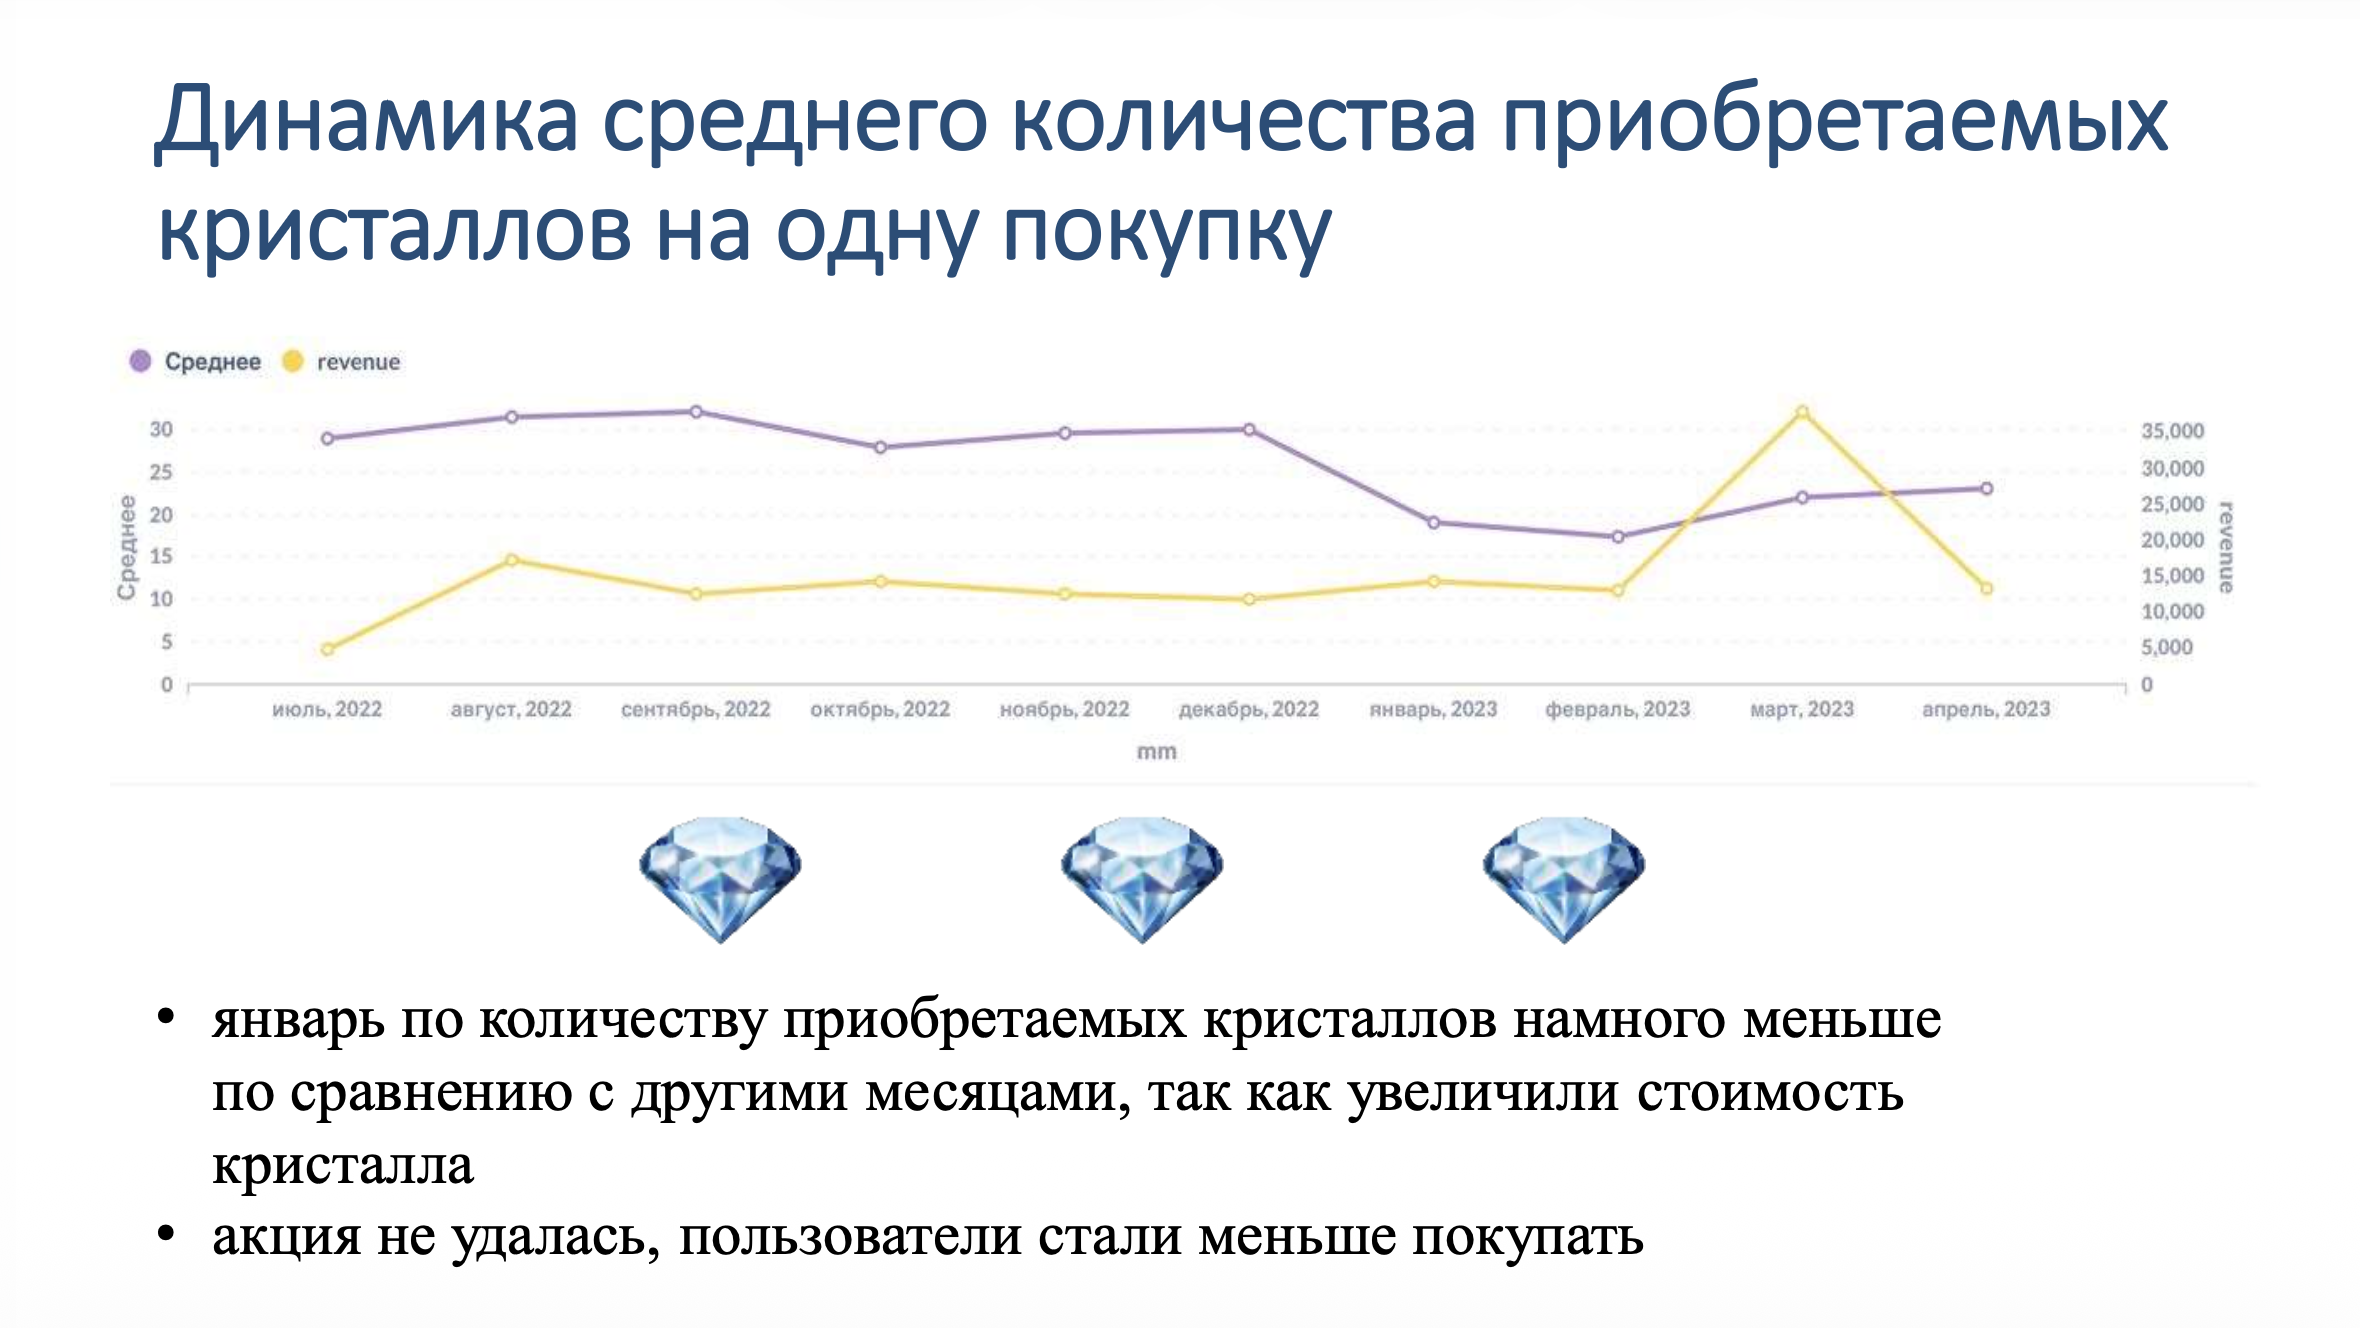 Динамика среднего количества приобретаемых
кристаллов на одну покупку
Среднее revenue
30
25
20
15
10
5
0
Среднее
35,000
30,000
25,000
20,000
15,000
10,000
5,000
0
revenue
июль, 2022 август, 2022 сентябрь, 2022 октябрь, 2022 ноябрь, 2022 декабрь, 2022 январь, 2023 февраль, 2023 март, 2023 апрель, 2023
mm
• январь по количеству приобретаемых кристаллов намного меньше
по сравнению с другими месяцами, так как увеличили стоимость
кристалла
• акция не удалась, пользователи стали меньше покупать